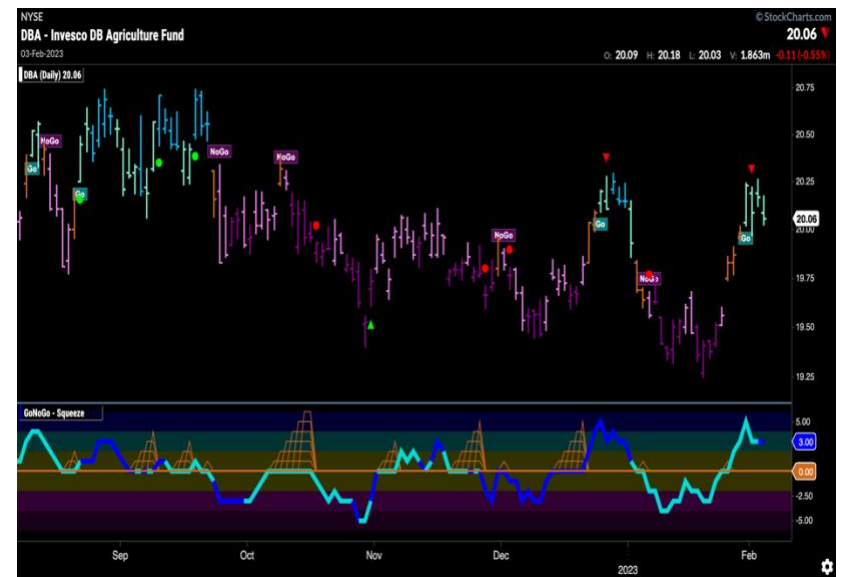 NYSE © StockCharts.com
DBA - Invesco DB Agriculture Fund 20.06
03-Feb-2023 O: 20.09 H: 20.18 L: 20.03 V: 1.863m -0.11 (-0.55%)
DBA (Daily) 20.06
20.75
20.50
NoGo
NoGo
NoGo
Go
20.25
Go
20.06
20.00
Go
NoGo
Go
19.75
NoGo
19.50
19.25
GoNoGo - Squeeze
5.00
3.00
0.00
-2.50
-5.00
Sep Oct Nov Dec Feb
2023